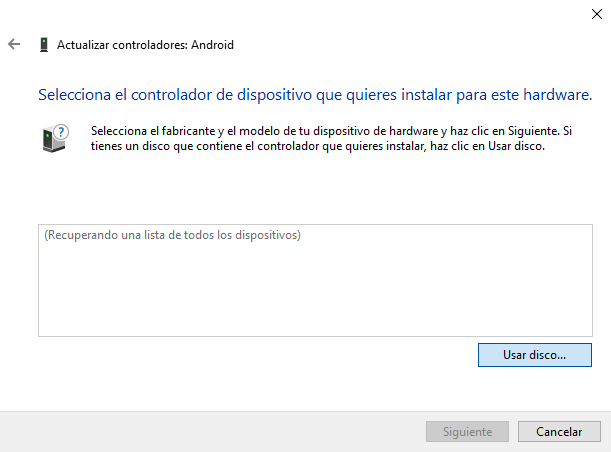 Actualizar controladores: Android
Selecciona el controlador de dispositivo que quieres instalar para este hardware.
Selecciona el fabricante y el modelo de tu dispositivo de hardware y haz clic en Siguiente. Si
tienes un disco que contiene el controlador que quieres instalar, haz clic en Usar disco.
(Recuperando una lista de todos los dispositivos)
Usar disco...
Siguiente
Cancelar